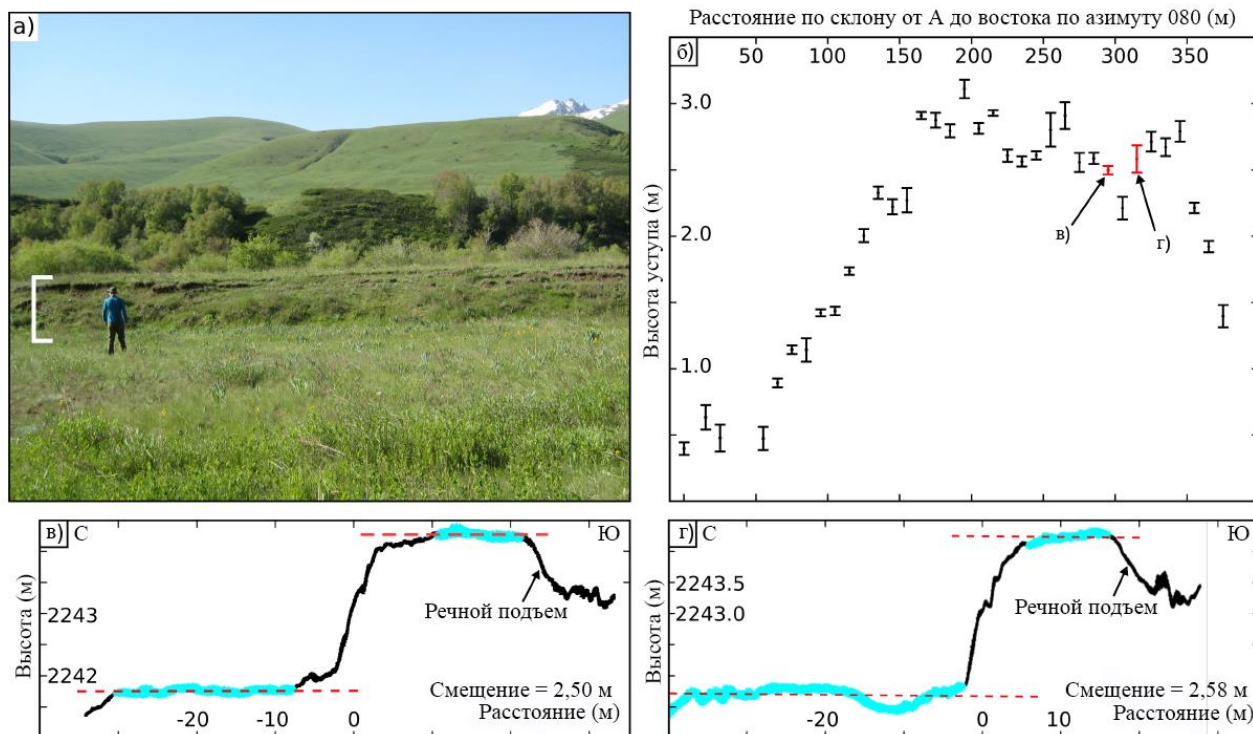 а)
Расстояние по склону от А до востока по азимуту 080 (м)
б)
50 100 150 200 250 300 350
Высота уступа (м)
3.0
2.0
1.0
в)
г)
в) С Ю
Высота (м)
2243
2242
Речной подъем
Смещение = 2,50 м
-20 -10 0 Расстояние (м)
г) С Ю
Высота (м)
2243.5
2243.0
Речной подъем
Смещение = 2,58 м
-20 0 Расстояние (м)